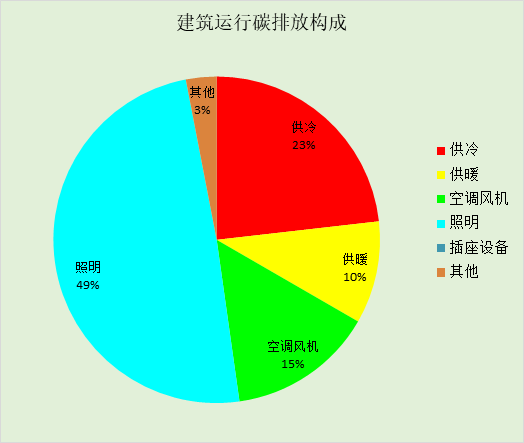 建筑运行碳排放构成
其他
3%
供冷
23%
供暖
10%
空调风机
15%
照明
49%
供冷
供暖
空调风机
照明
插座设备
其他